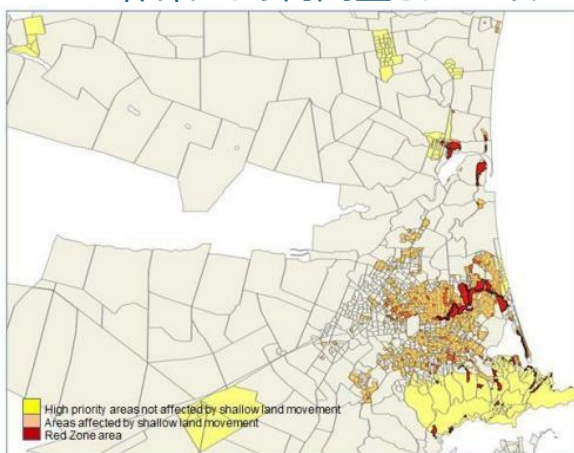 High priority areas not affected by shallow land movement
Areas affected by shallow land movement
Red Zone area